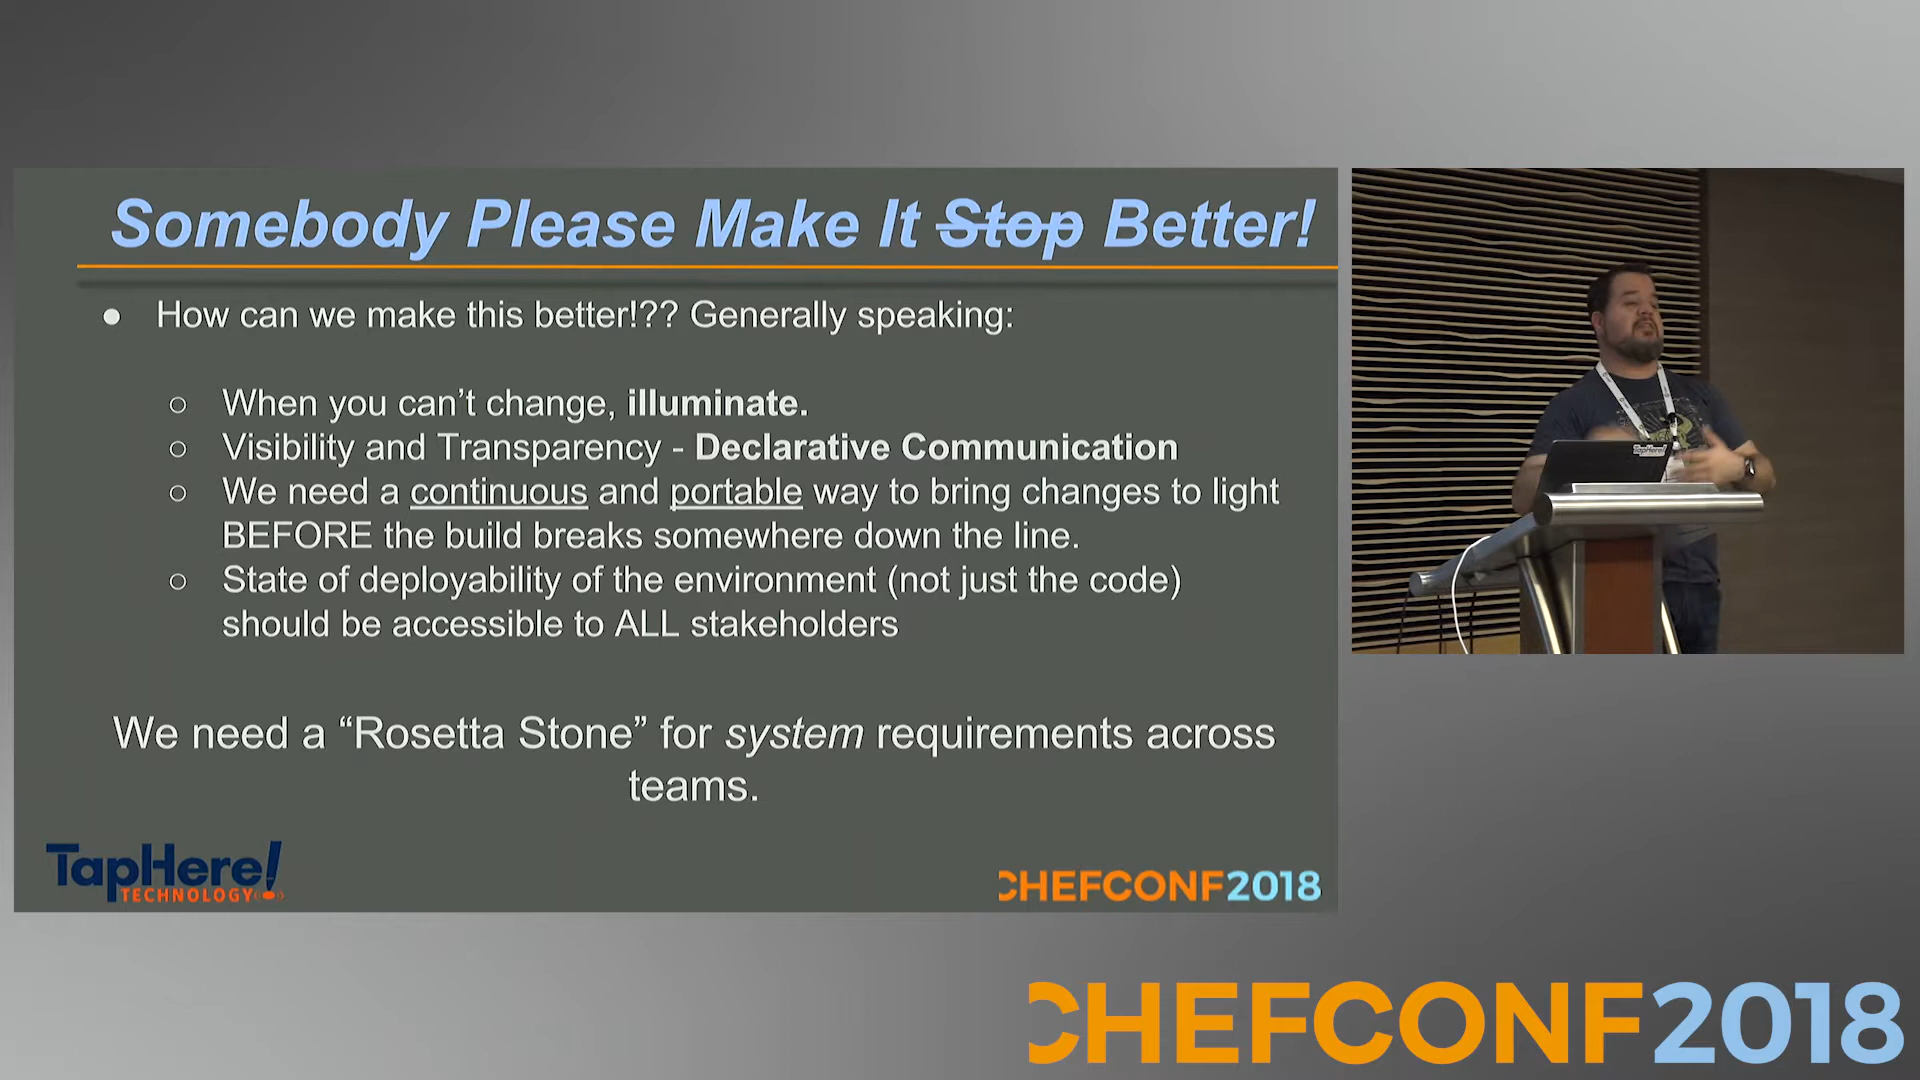 Somebody Please Make It Stop Better!
● How can we make this better!?? Generally speaking:
○ When you can’t change, illuminate.
○ Visibility and Transparency - Declarative Communication
○ We need a continuous and portable way to bring changes to light
BEFORE the build breaks somewhere down the line.
○ State of deployability of the environment (not just the code)
should be accessible to ALL stakeholders
We need a “Rosetta Stone” for system requirements across
teams.
TapHere!
TECHNOLOGY
CHEFCONF2018
TapHere!
CHEFCONF2018